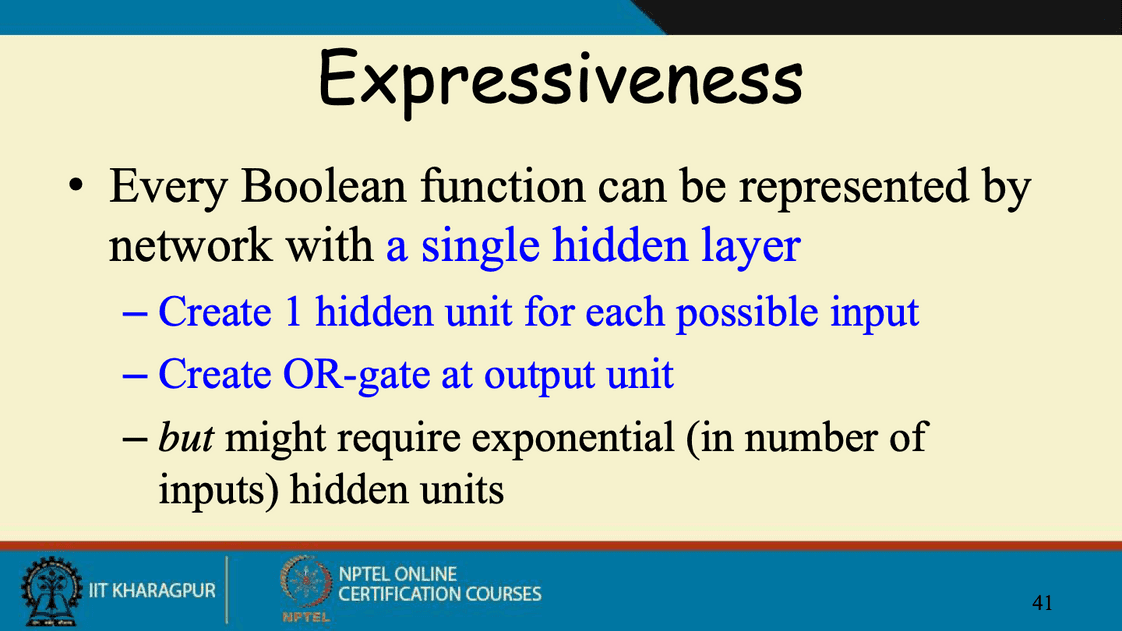 Expressiveness
• Every Boolean function can be represented by
network with a single hidden layer
– Create 1 hidden unit for each possible input
– Create OR-gate at output unit
– but might require exponential (in number of
inputs) hidden units
IIT KHARAGPUR
NPTEL
NPTEL ONLINE
CERTIFICATION COURSES
41